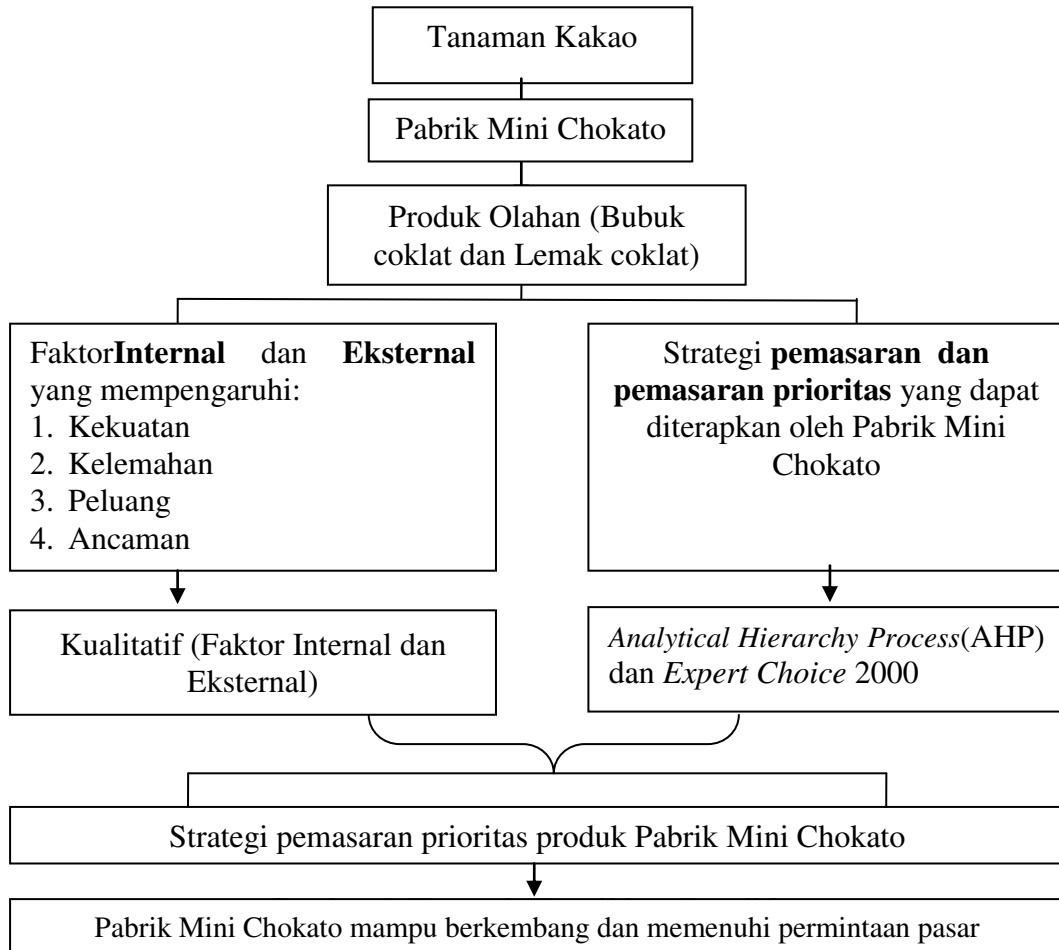 Tanaman Kakao
Pabrik Mini Chokato
Produk Olahan (Bubuk
coklat dan Lemak coklat)
Faktor Internal dan Eksternal
yang mempengaruhi:
1. Kekuatan
2. Kelemahan
3. Peluang
4. Ancaman
Strategi pemasaran dan
pemasaran prioritas yang dapat
diterapkan oleh Pabrik Mini
Chokato
Kualitatif (Faktor Internal dan
Eksternal)
Analytical Hierarchy Process(AHP)
dan Expert Choice 2000
Strategi pemasaran prioritas produk Pabrik Mini Chokato
Pabrik Mini Chokato mampu berkembang dan memenuhi permintaan pasar